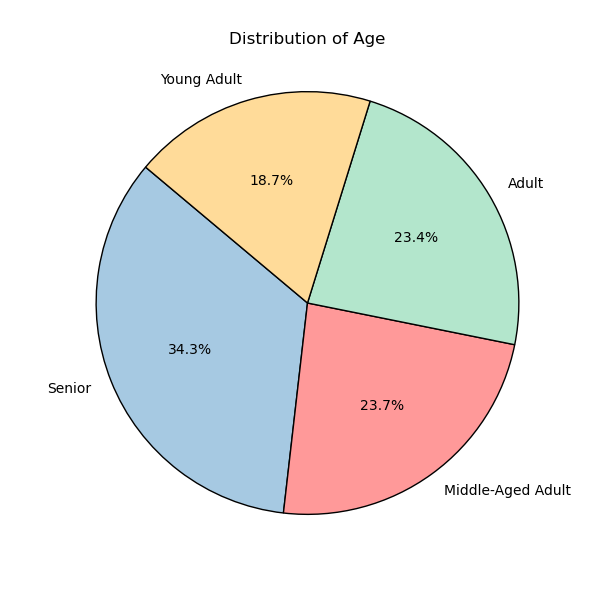 Distribution of Age
Young Adult
18.7%
Adult
23.4%
34.3%
Senior
23.7%
Middle-Aged Adult